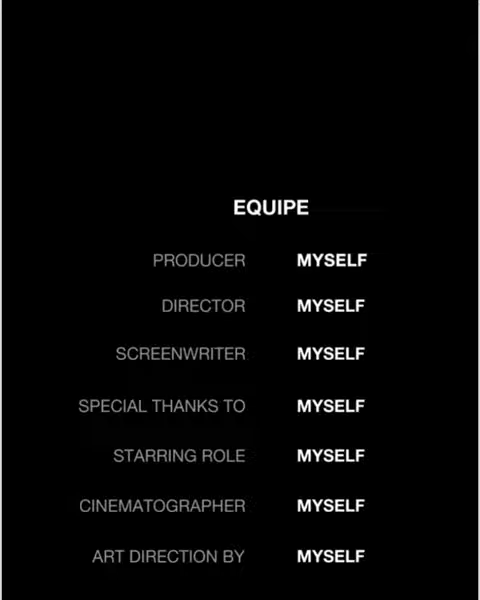 EQUIPE
PRODUCER MYSELF
DIRECTOR MYSELF
SCREENWRITER MYSELF
SPECIAL THANKS TO MYSELF
STARRING ROLE MYSELF
CINEMATOGRAPHER MYSELF
ART DIRECTION BY MYSELF